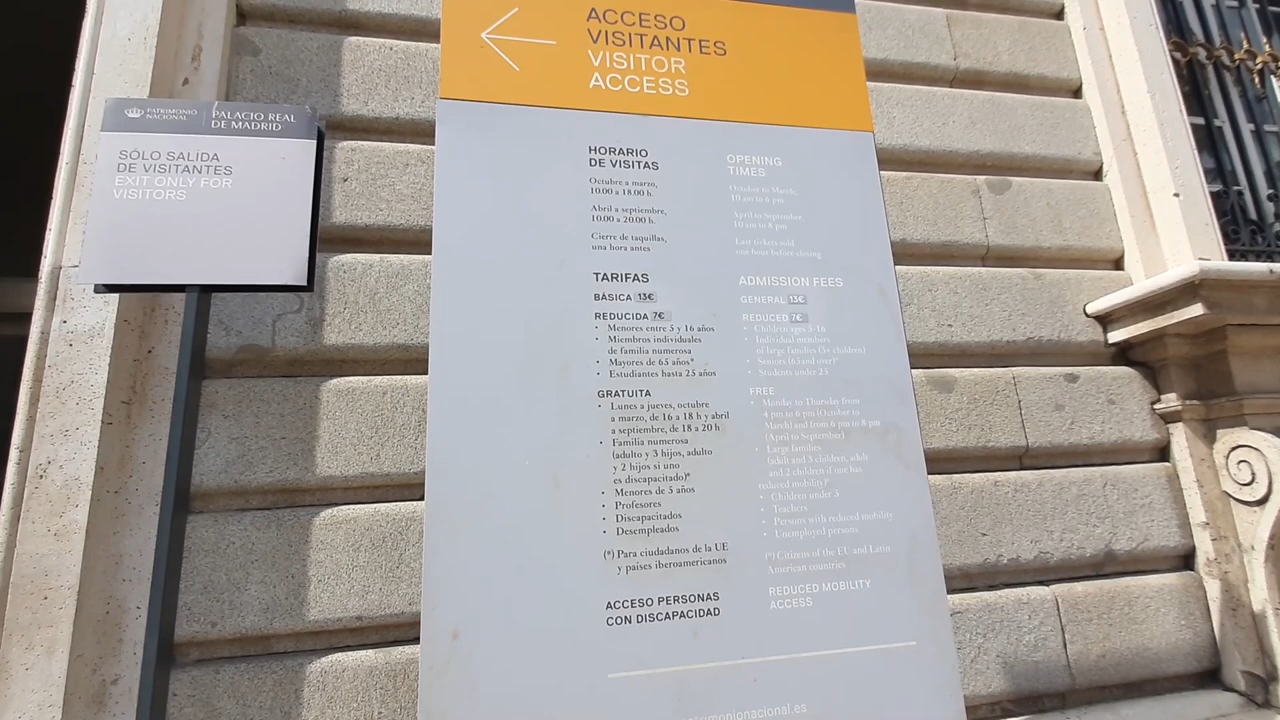 PATRIMONIO
NACIONAL
PALACIO REAL
DE MADRID
SÓLO SALIDA
DE VISITANTES
EXIT ONLY FOR
VISITORS
ACCESO
VISITANTES
VISITOR
ACCESS
HORARIO
DE VISITAS
Octubre a marzo,
10.00 a 18.00 h.
Abril a septiembre,
10.00 a 20.00 h.
Cierre de taquillas,
una hora antes
TARIFAS
BÁSICA 13€
REDUCIDA 7€
• Menores entre 5 y 16 años
• Miembros individuales
de familia numerosa
• Mayores de 65 años*
• Estudiantes hasta 25 años
GRATUITA
• Lunes a jueves, octubre
a marzo, de 16 a 18 h y abril
a septiembre, de 18 a 20 h
• Familia numerosa
(adulto y 3 hijos, adulto
y 2 hijos si uno
es discapacitado)*
• Menores de 5 años
• Profesores
• Discapacitados
• Desempleados
(*) Para ciudadanos de la UE
y países iberoamericanos
ACCESO PERSONAS
CON DISCAPACIDAD
OPENING
TIMES
October to March,
10 am to 6 pm
April to September,
10 am to 8 pm
Last tickets sold
one hour before closing
ADMISSION FEES
GENERAL 13€
REDUCED 7€
• Children ages 5-16
• Individual members
of large families (3+ children)
• Seniors (65 and over)*
• Students under 25
FREE
• Monday to Thursday from
4 pm to 6 pm (October to
March) and from 6 pm to 8 pm
(April to September)
• Large families
(adult and 3 children, adult
and 2 children if one has
reduced mobility)*
• Children under 5
• Teachers
• Persons with reduced mobility
• Unemployed persons
(*) Citizens of the EU and Latin
American countries
REDUCED MOBILITY
ACCESS
patrimonionacional.es